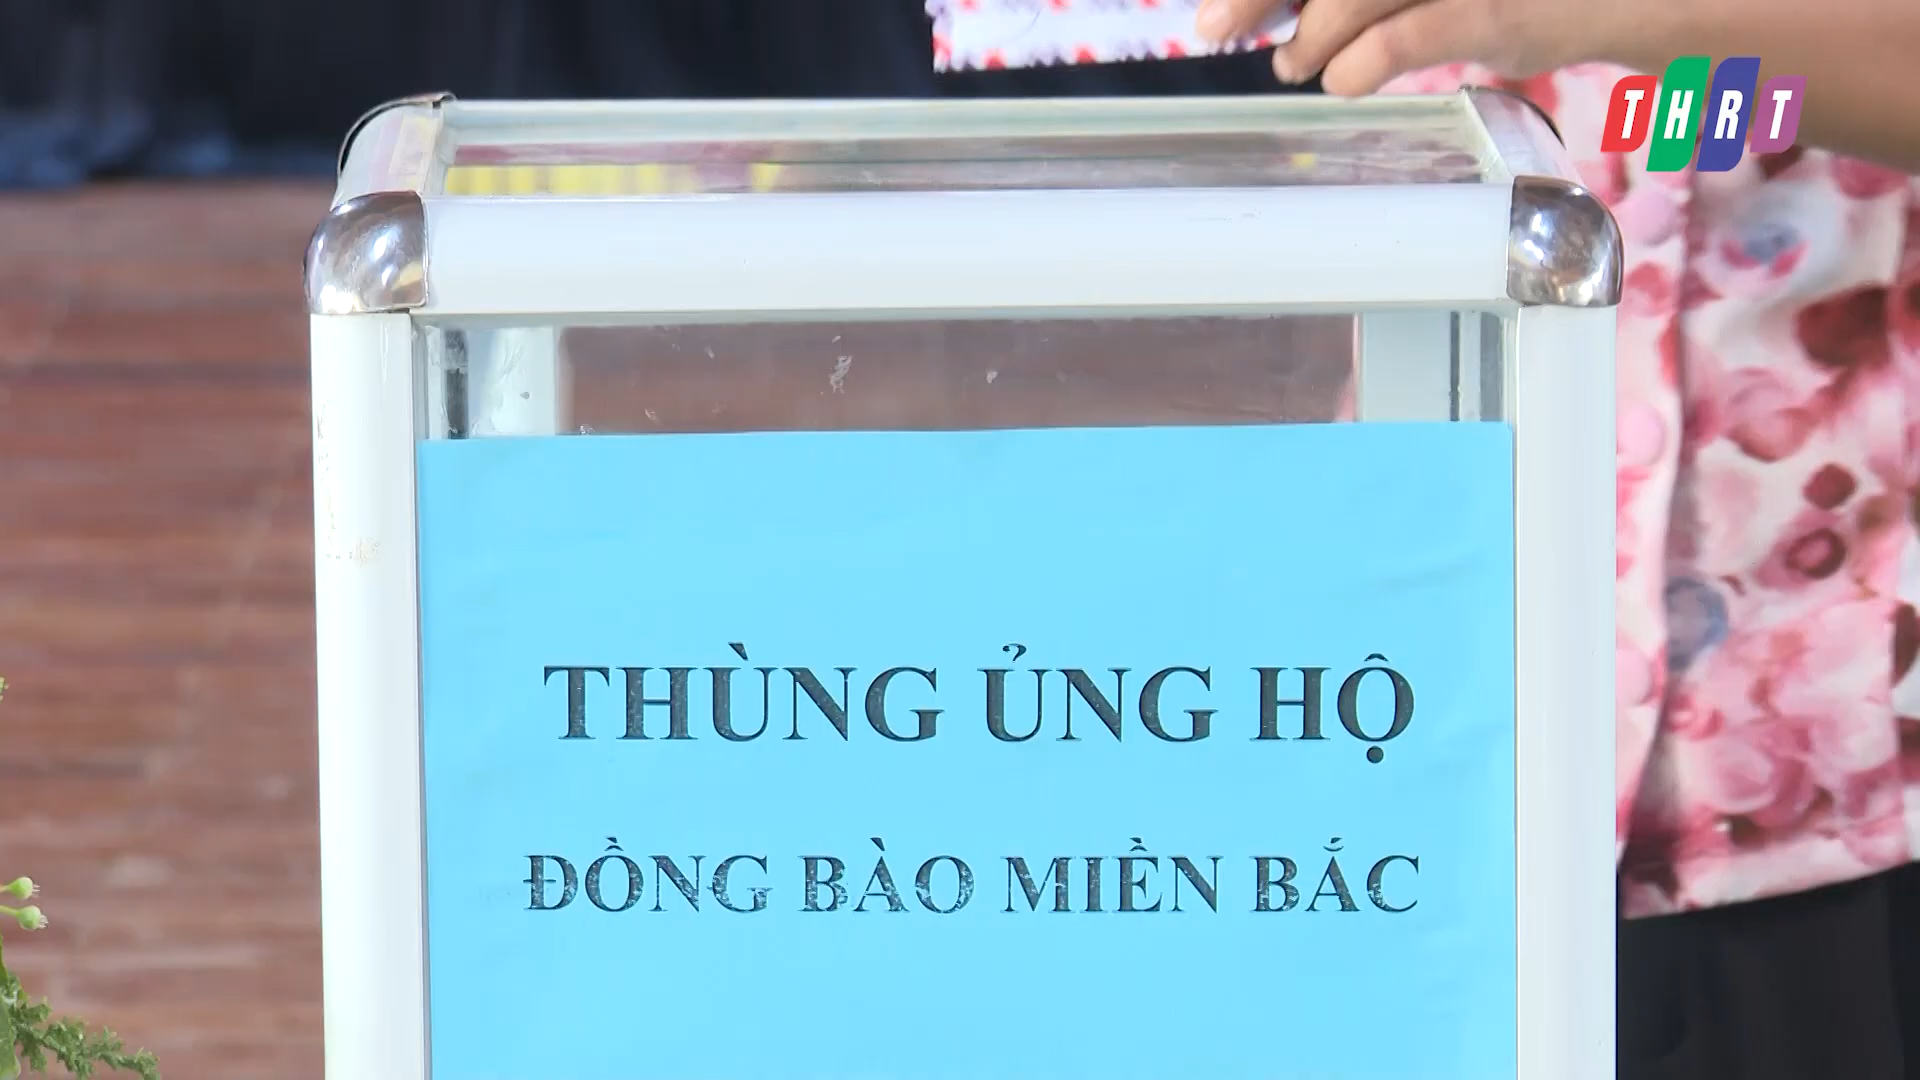 THRT
THÙNG ỦNG HỘ
ĐỒNG BÀO MIỀN BẮC